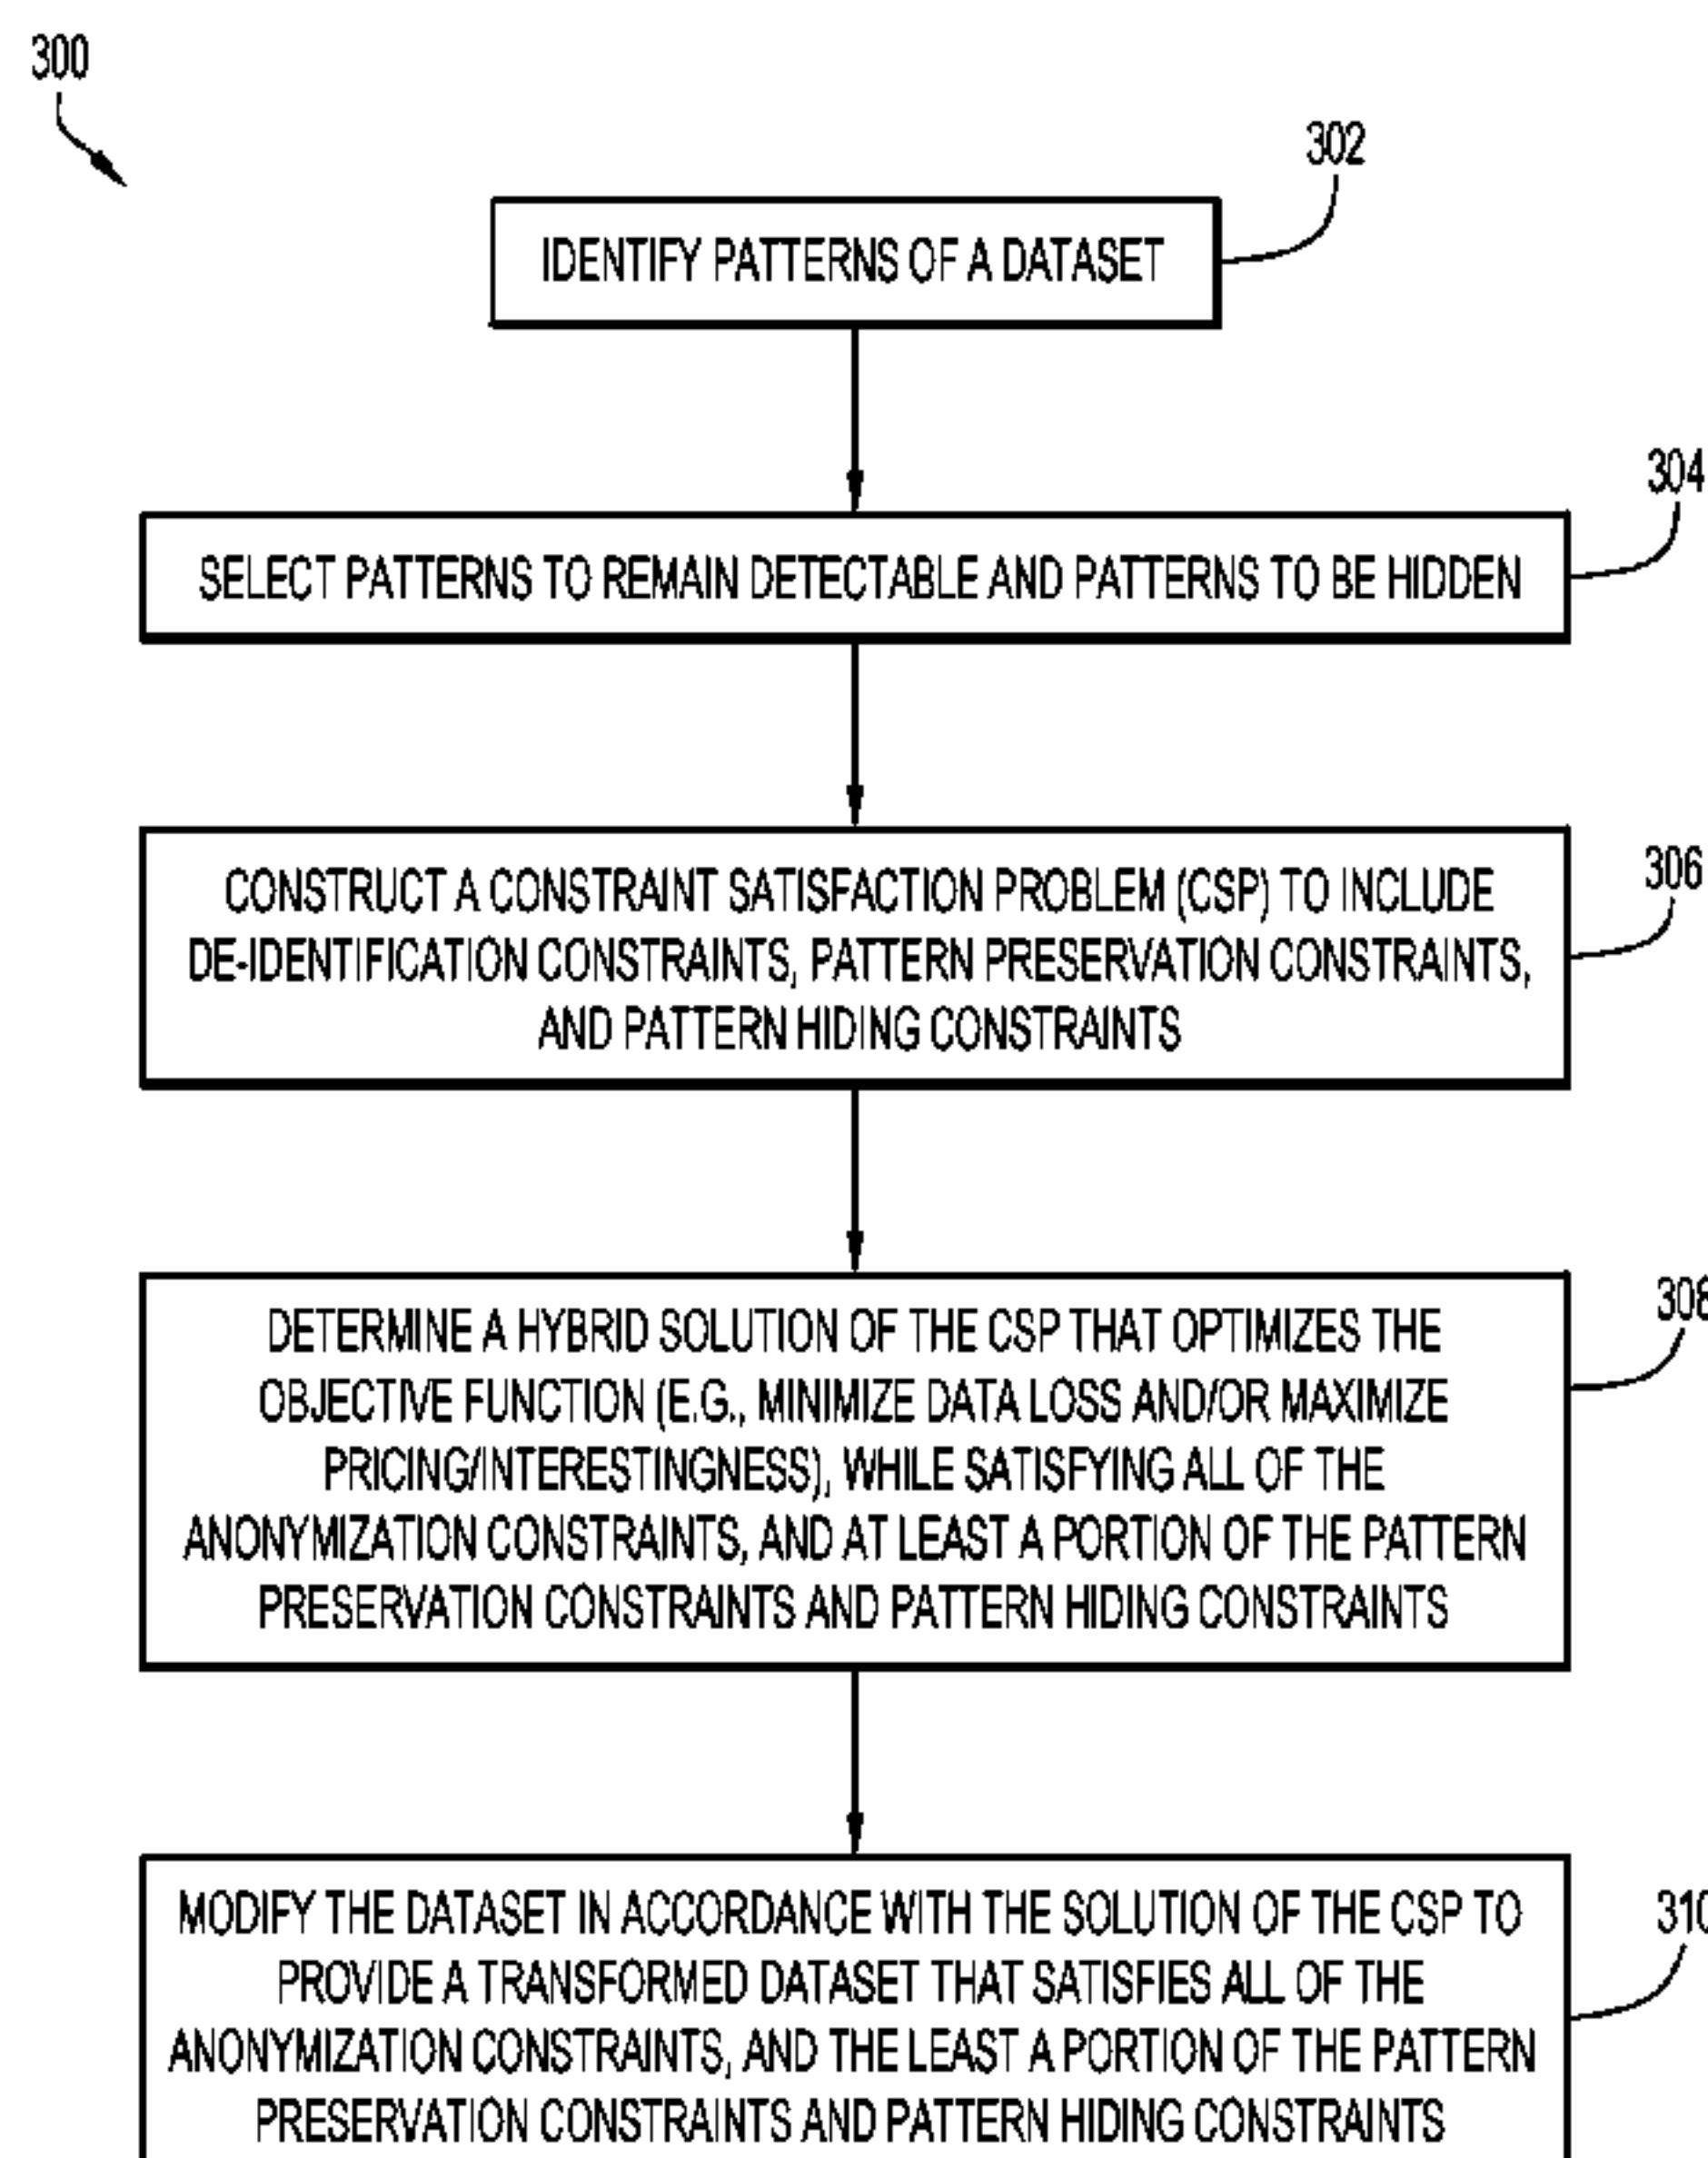 300
302
IDENTIFY PATTERNS OF A DATASET
304
SELECT PATTERNS TO REMAIN DETECTABLE AND PATTERNS TO BE HIDDEN
306
CONSTRUCT A CONSTRAINT SATISFACTION PROBLEM (CSP) TO INCLUDE
DE-IDENTIFICATION CONSTRAINTS, PATTERN PRESERVATION CONSTRAINTS,
AND PATTERN HIDING CONSTRAINTS
308
DETERMINE A HYBRID SOLUTION OF THE CSP THAT OPTIMIZES THE
OBJECTIVE FUNCTION (E.G., MINIMIZE DATA LOSS AND/OR MAXIMIZE
PRICING/INTERESTINGNESS), WHILE SATISFYING ALL OF THE
ANONYMIZATION CONSTRAINTS, AND AT LEAST A PORTION OF THE PATTERN
PRESERVATION CONSTRAINTS AND PATTERN HIDING CONSTRAINTS
310
MODIFY THE DATASET IN ACCORDANCE WITH THE SOLUTION OF THE CSP TO
PROVIDE A TRANSFORMED DATASET THAT SATISFIES ALL OF THE
ANONYMIZATION CONSTRAINTS, AND THE LEAST A PORTION OF THE PATTERN
PRESERVATION CONSTRAINTS AND PATTERN HIDING CONSTRAINTS